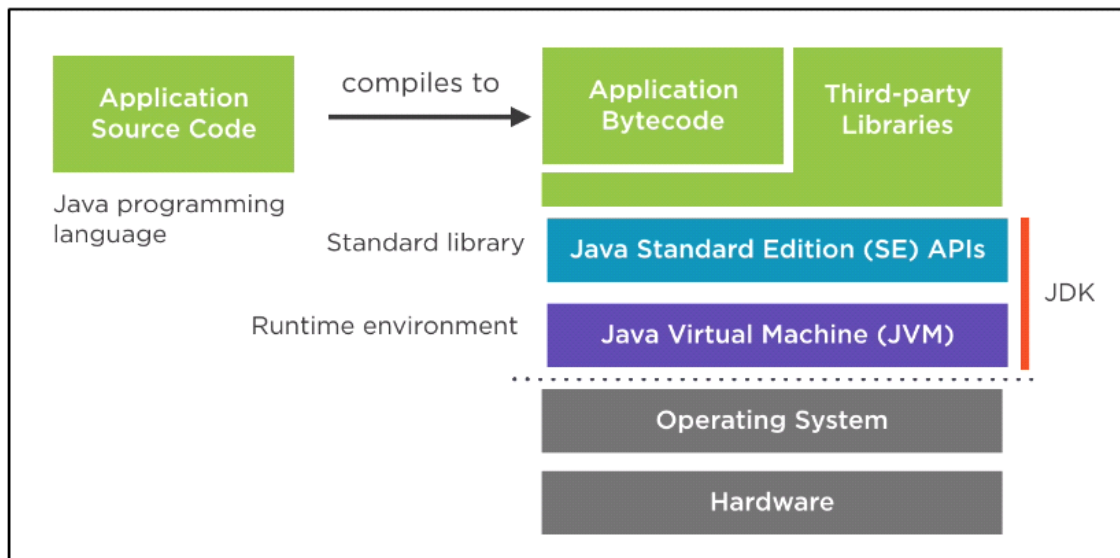 Application
Source Code
compiles to
Application
Bytecode
Third-party
Libraries
Java programming
language
Standard library
Java Standard Edition (SE) APIs
JDK
Runtime environment
Java Virtual Machine (JVM)
Operating System
Hardware